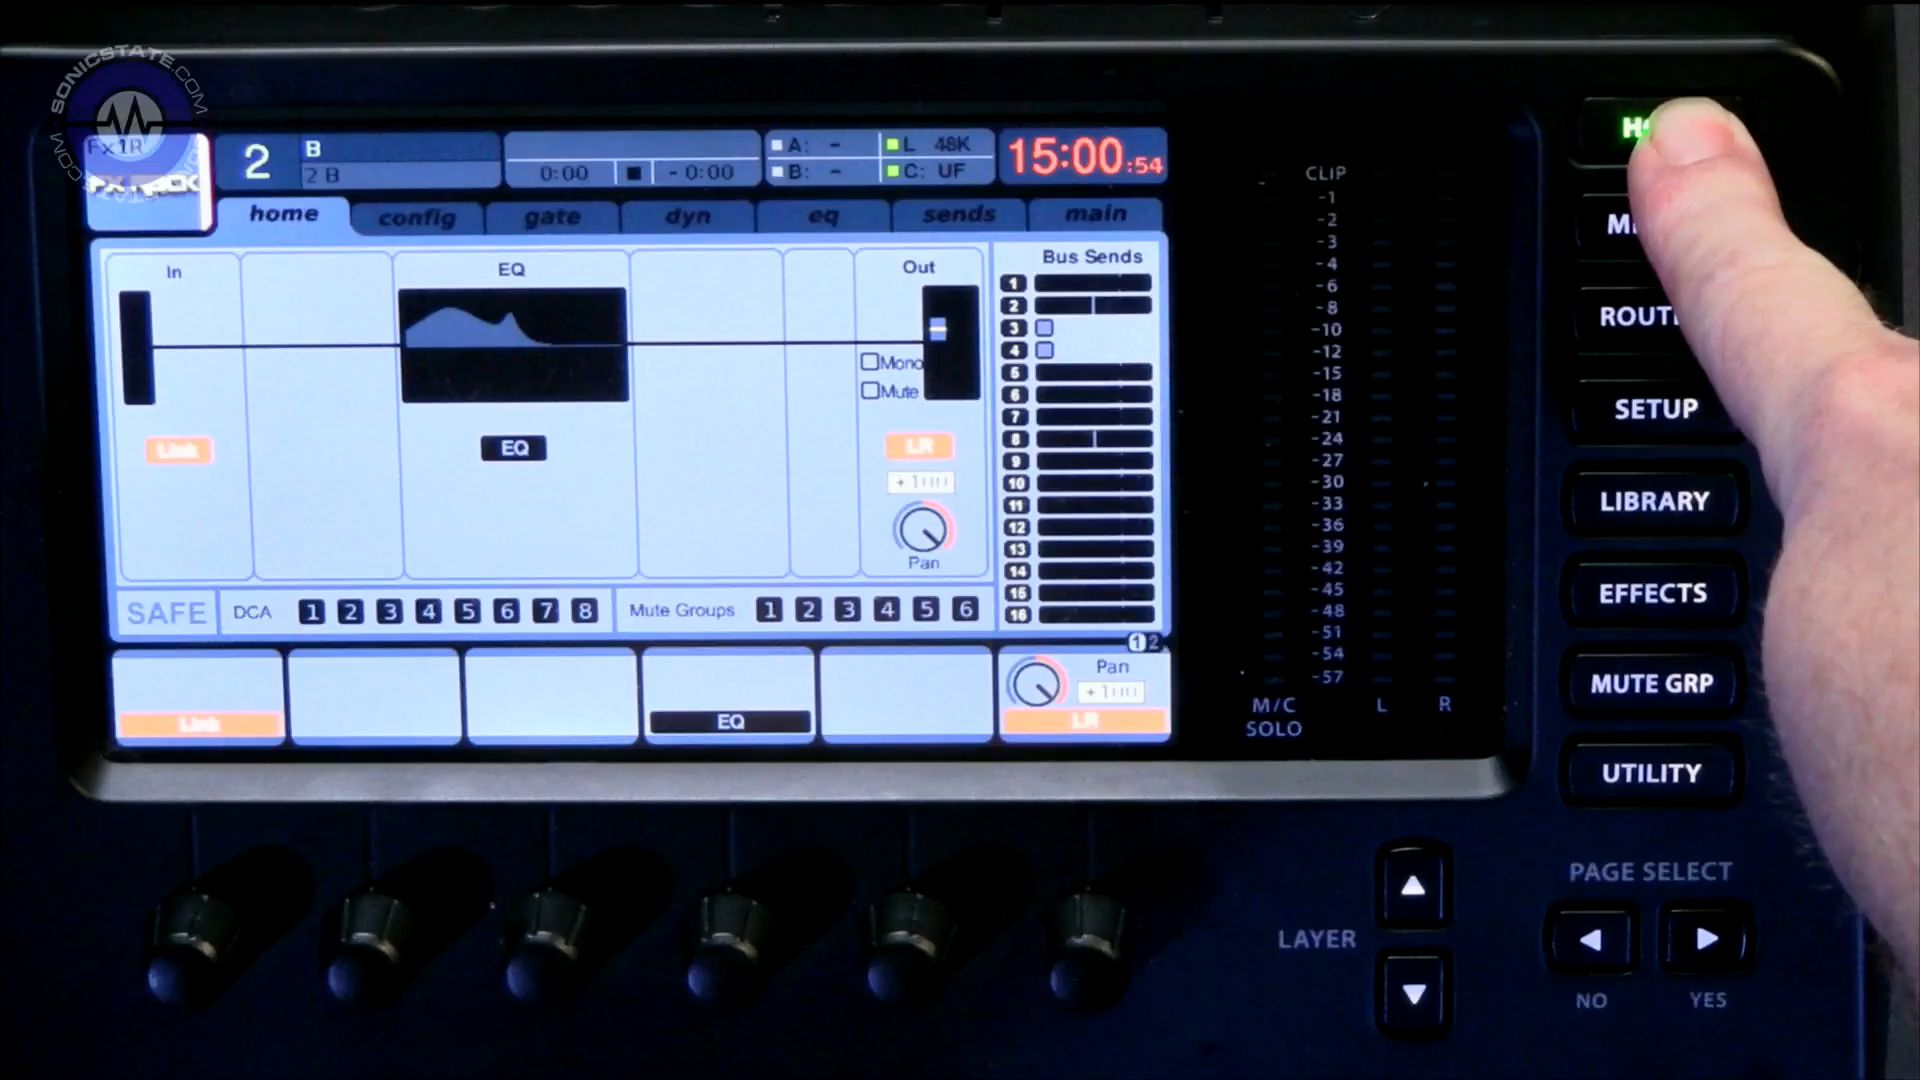 SONICSTATE.COM
Fx1R
2
B
2 B
0:00
- 0:00
A: -
B: -
L 48K
C: UF
15:00:54
home
config
gate
dyn
eq
sends
main
In
EQ
Out
Bus Sends
Mono
Mute
Link
EQ
LR
Pan
1
2
3
4
5
6
7
8
9
10
11
12
13
14
15
16
SAFE
DCA
1 2 3 4 5 6 7 8
Mute Groups
1 2 3 4 5 6
1 2
Link
EQ
Pan
LR
CLIP
-1
-2
-3
-4
-6
-8
-10
-12
-15
-18
-21
-24
-27
-30
-33
-36
-39
-42
-45
-48
-51
-54
-57
M/C
SOLO
L
R
SETUP
LIBRARY
EFFECTS
MUTE GRP
UTILITY
LAYER
PAGE SELECT
NO
YES